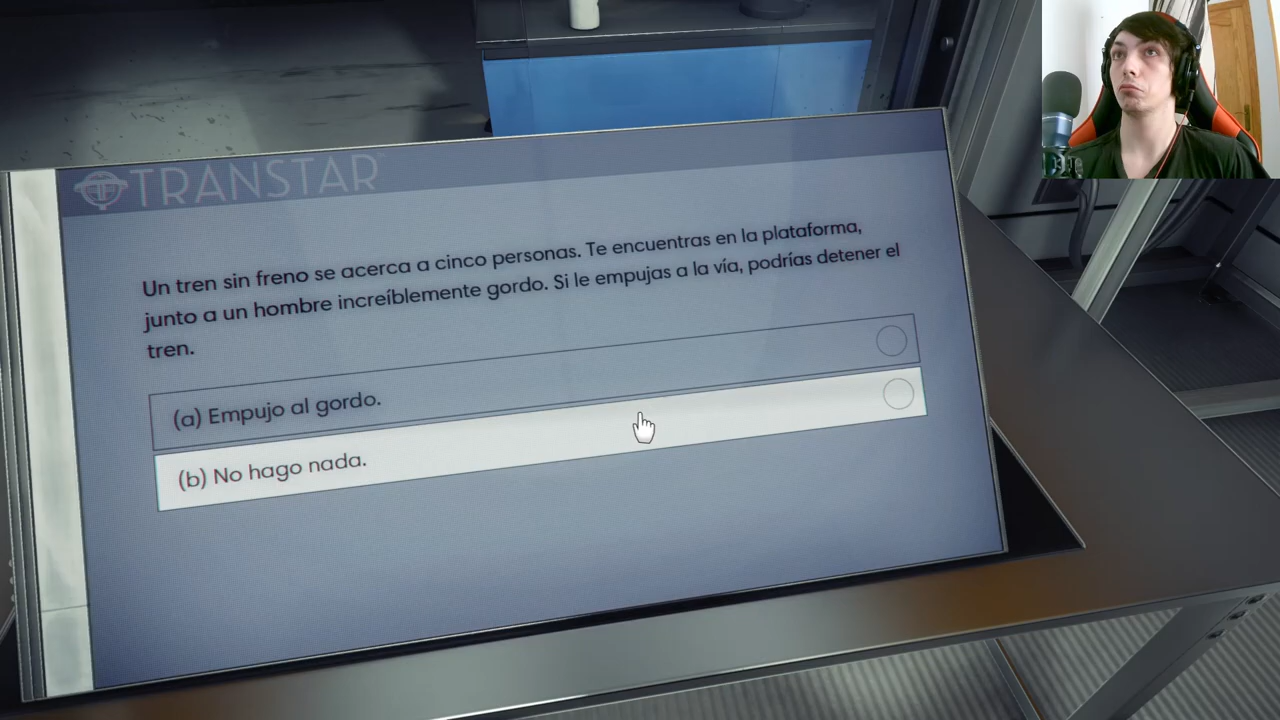 TRANSTAR
Un tren sin freno se acerca a cinco personas. Te encuentras en la plataforma,
junto a un hombre increíblemente gordo. Si le empujas a la vía, podrías detener el
tren.
(a) Empujo al gordo.
(b) No hago nada.